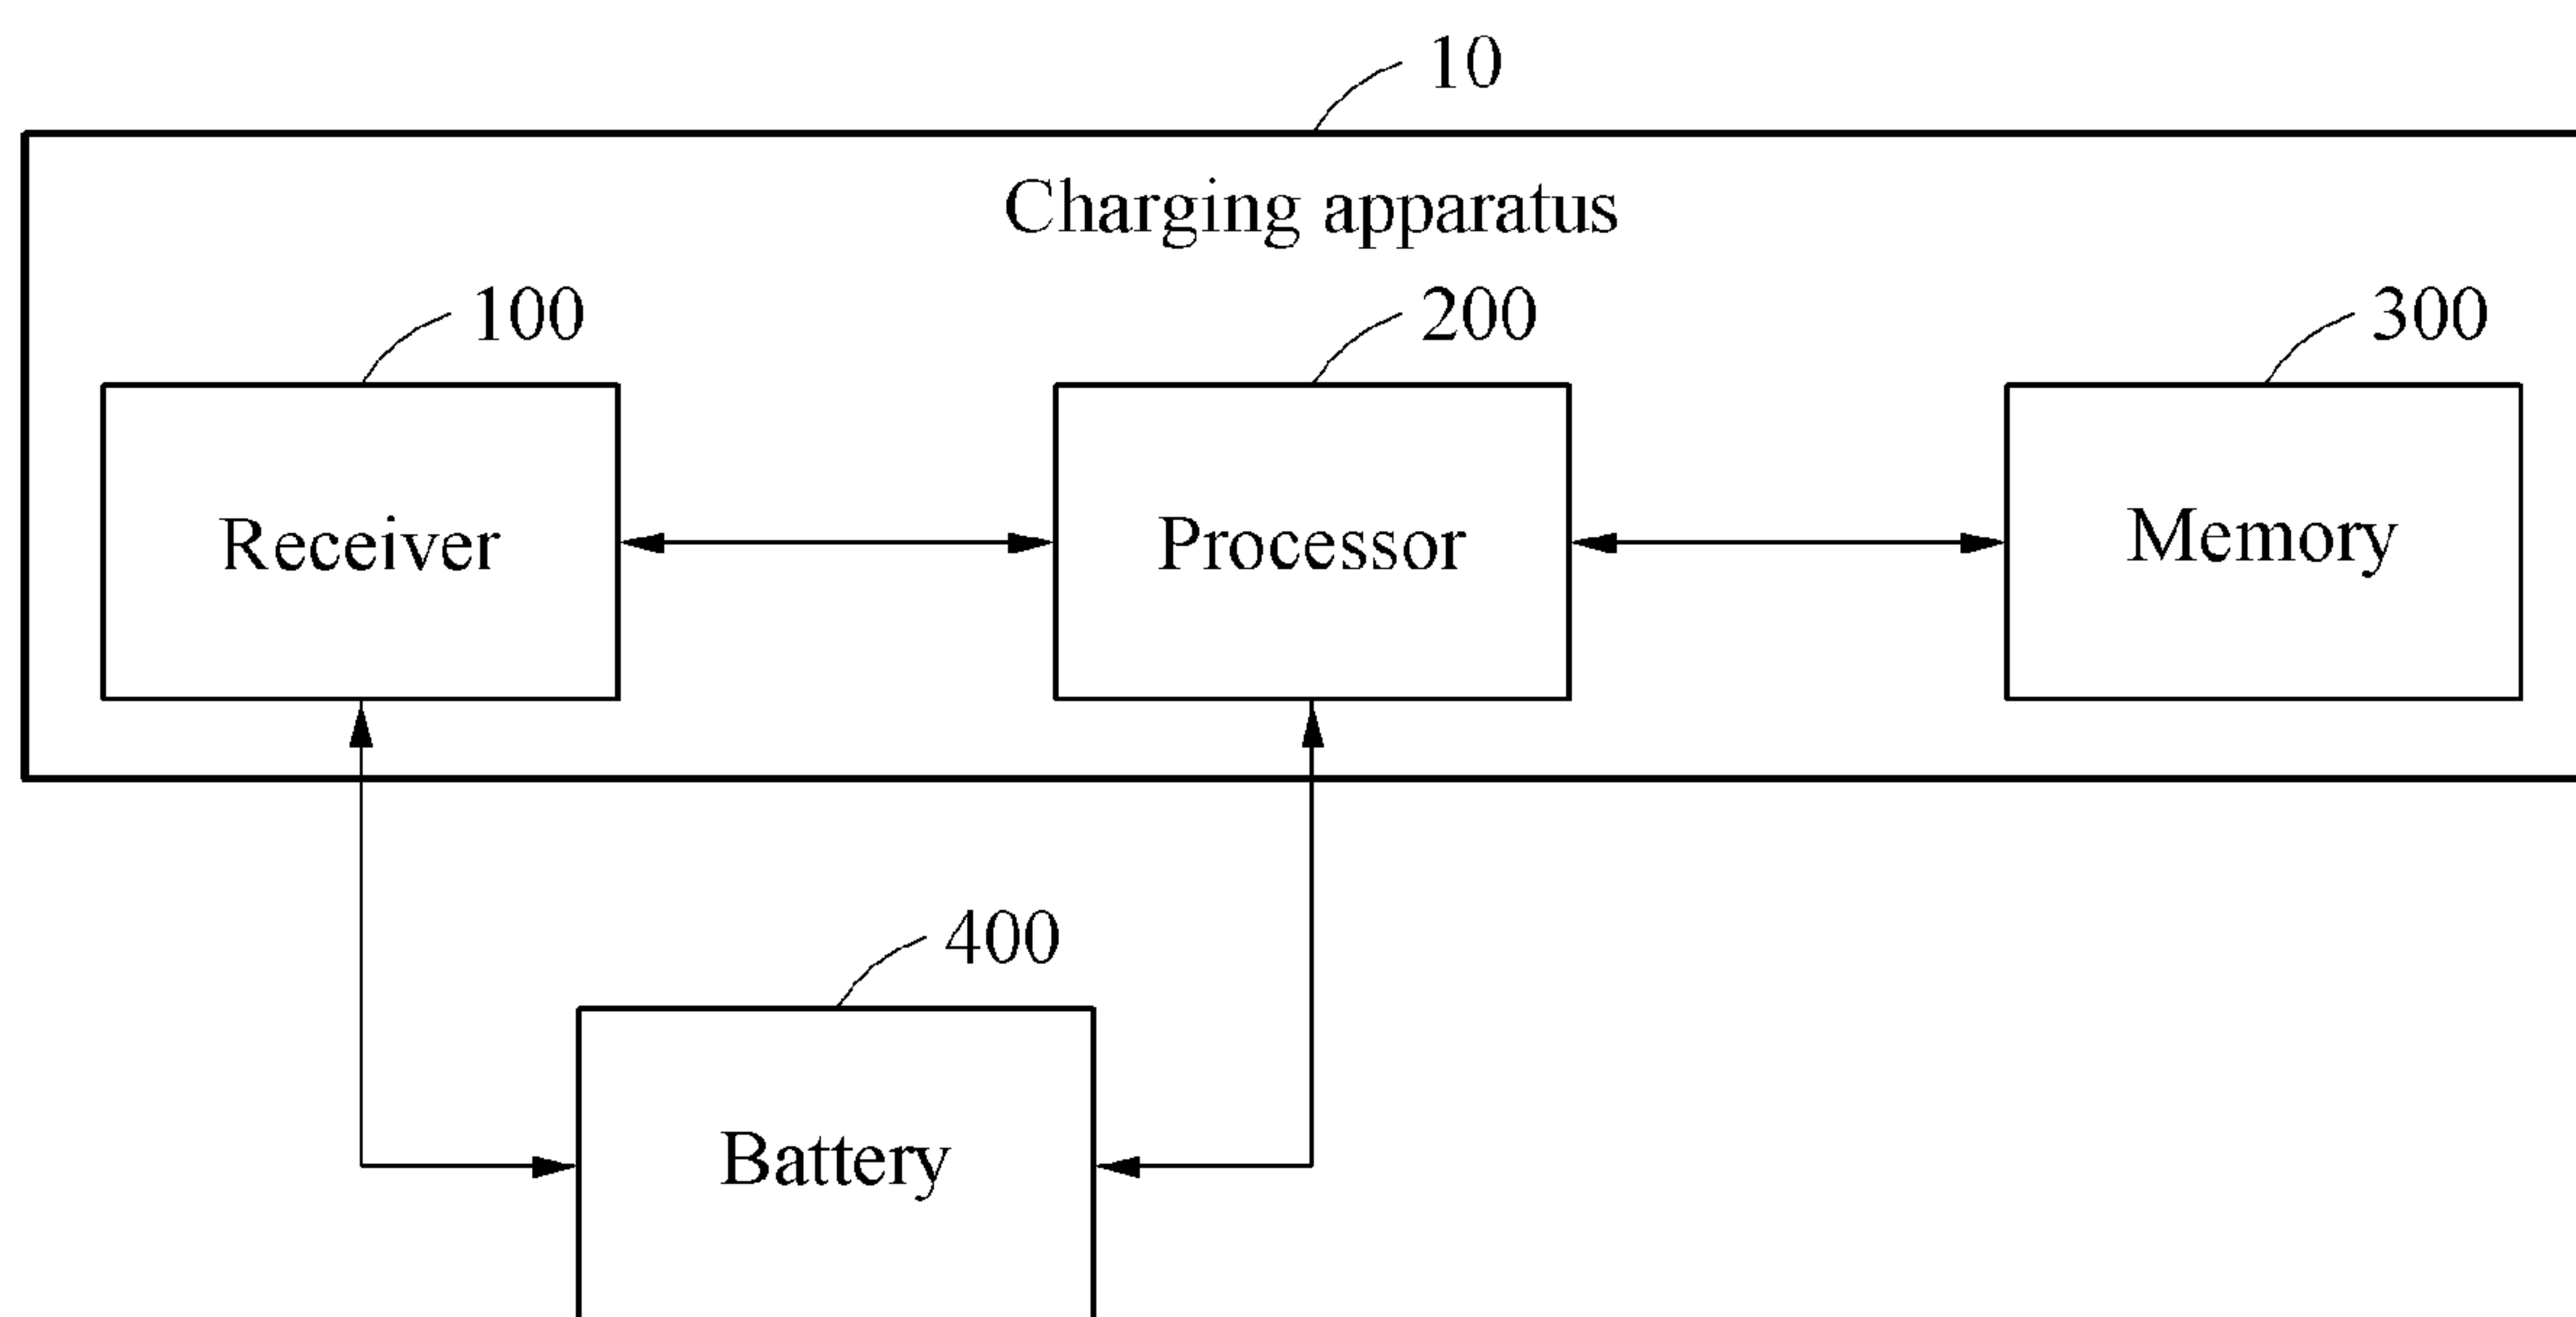 10
Charging apparatus
100
200
300
Receiver
Processor
Memory
400
Battery